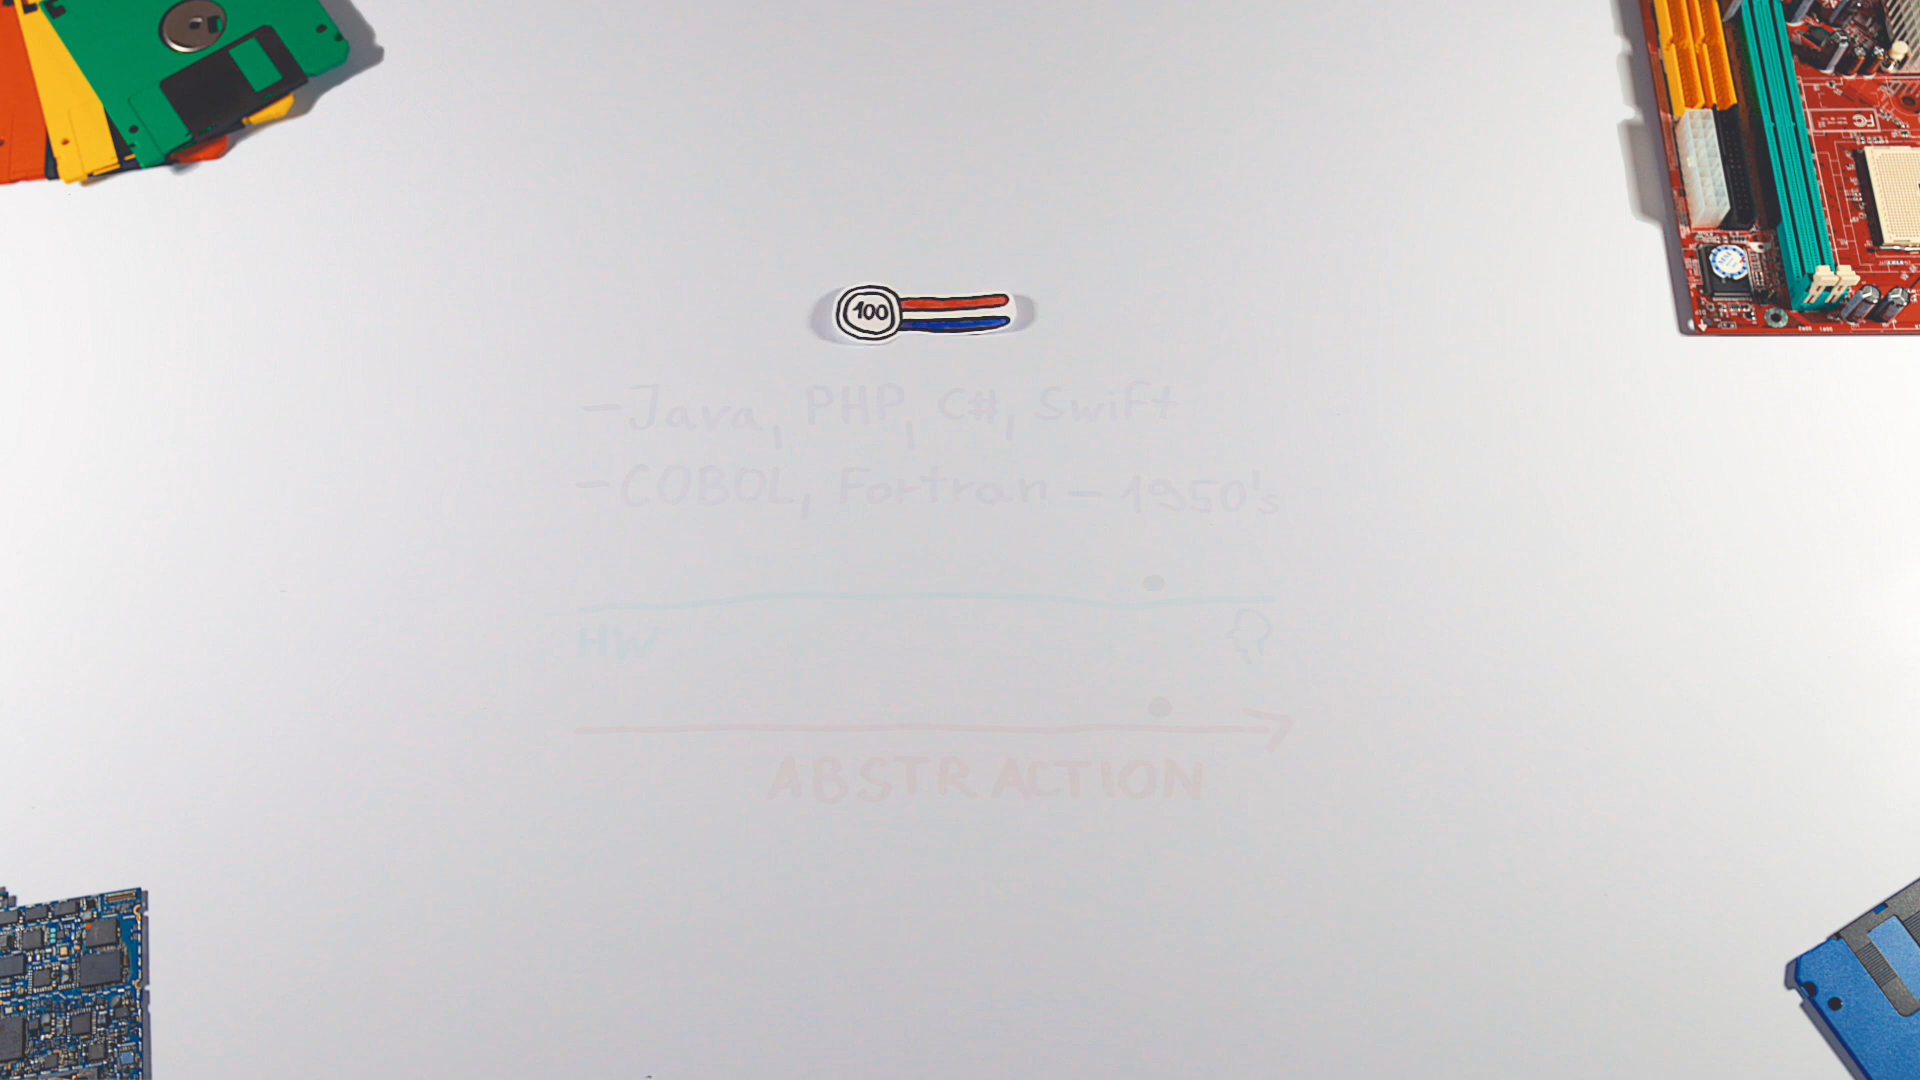 100
-Java, PHP, C#, Swift
-COBOL, Fortran - 1950's
HW
ABSTRACTION